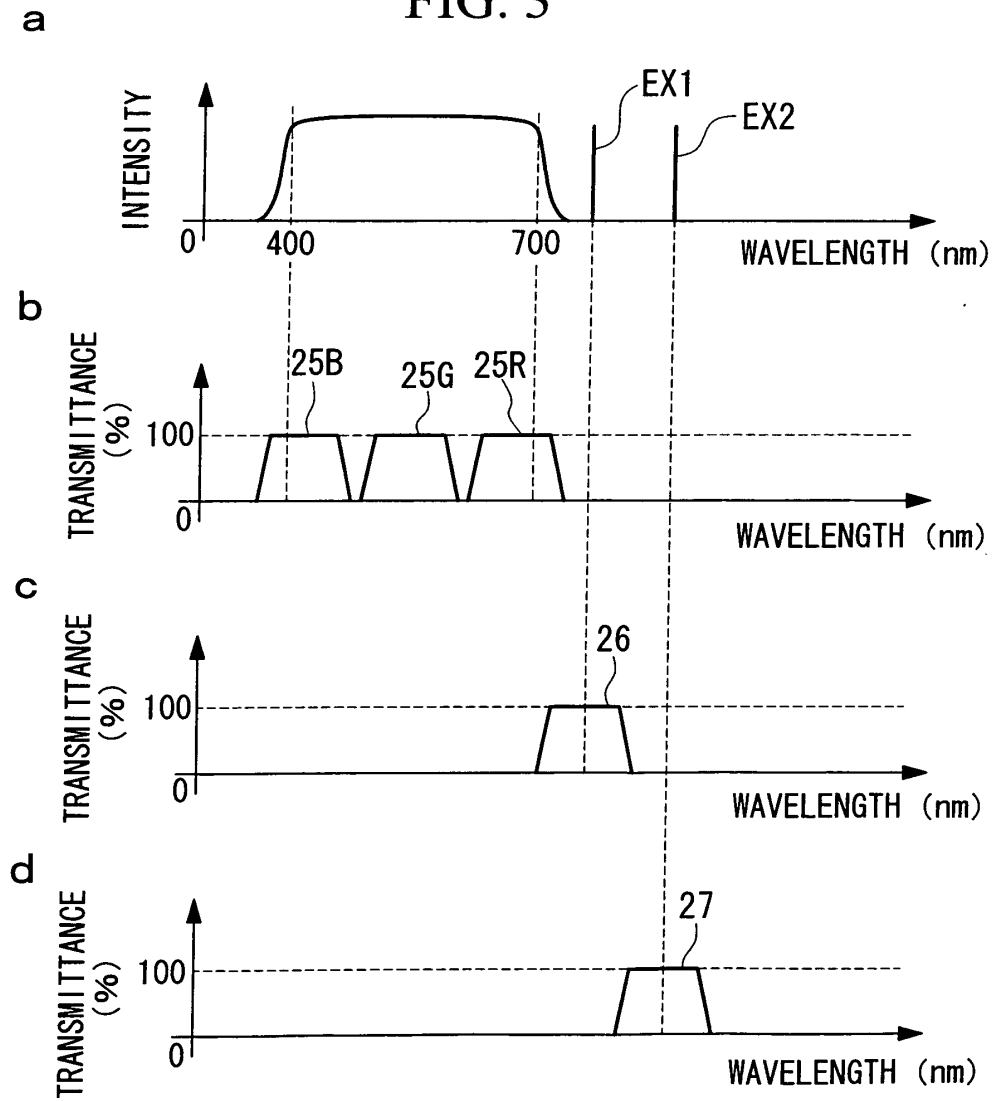 FIG. 3
a
INTENSITY
EX1
EX2
0
400
700
WAVELENGTH (nm)
b
TRANSMITTANCE
(%)
25B
25G
25R
100
0
WAVELENGTH (nm)
c
TRANSMITTANCE
(%)
26
100
0
WAVELENGTH (nm)
d
TRANSMITTANCE
(%)
27
100
0
WAVELENGTH (nm)